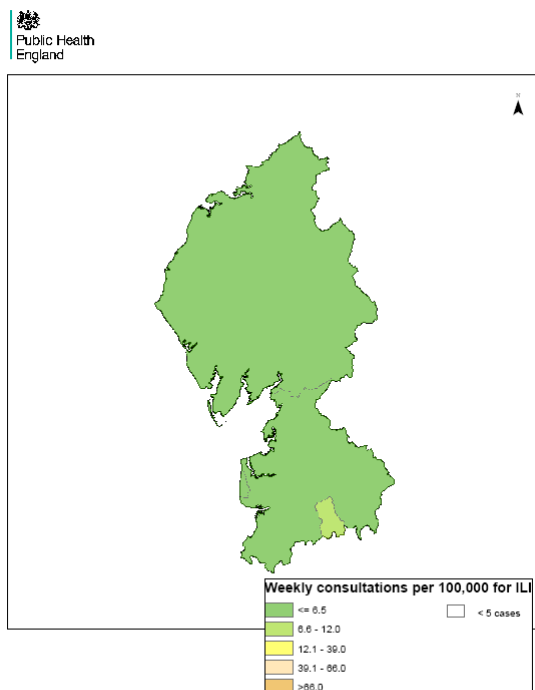 Public Health
England
N
Weekly consultations per 100,000 for ILI
<= 6.5
< 5 cases
6.6 - 12.0
12.1 - 39.0
39.1 - 66.0
>66.0